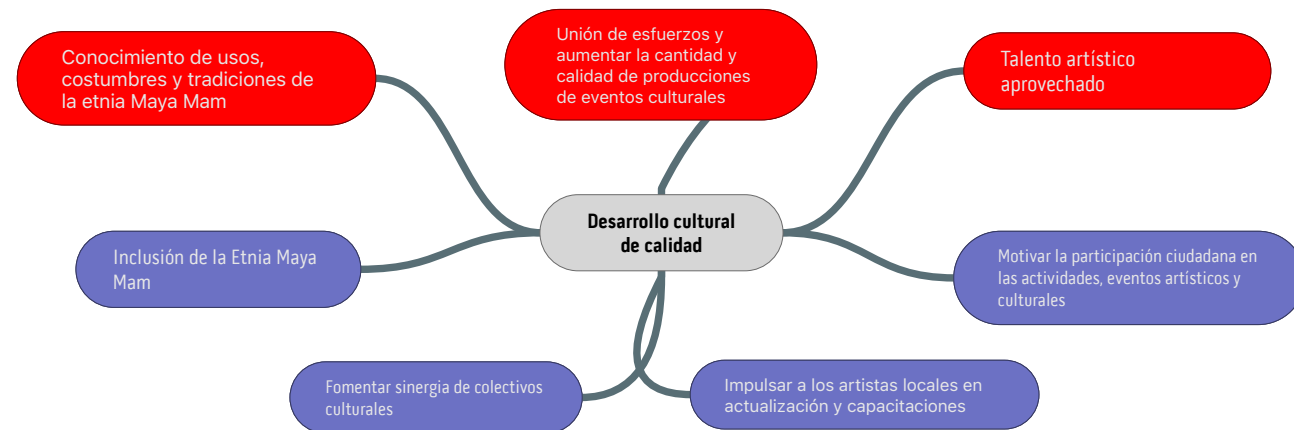 Conocimiento de usos,
costumbres y tradiciones de
la etnia Maya Mam
Unión de esfuerzos y
aumentar la cantidad y
calidad de producciones
de eventos culturales
Talento artístico
aprovechado
Desarrollo cultural
de calidad
Inclusión de la Etnia Maya
Mam
Motivar la participación ciudadana en
las actividades, eventos artísticos y
culturales
Fomentar sinergia de colectivos
culturales
Impulsar a los artistas locales en
actualización y capacitaciones